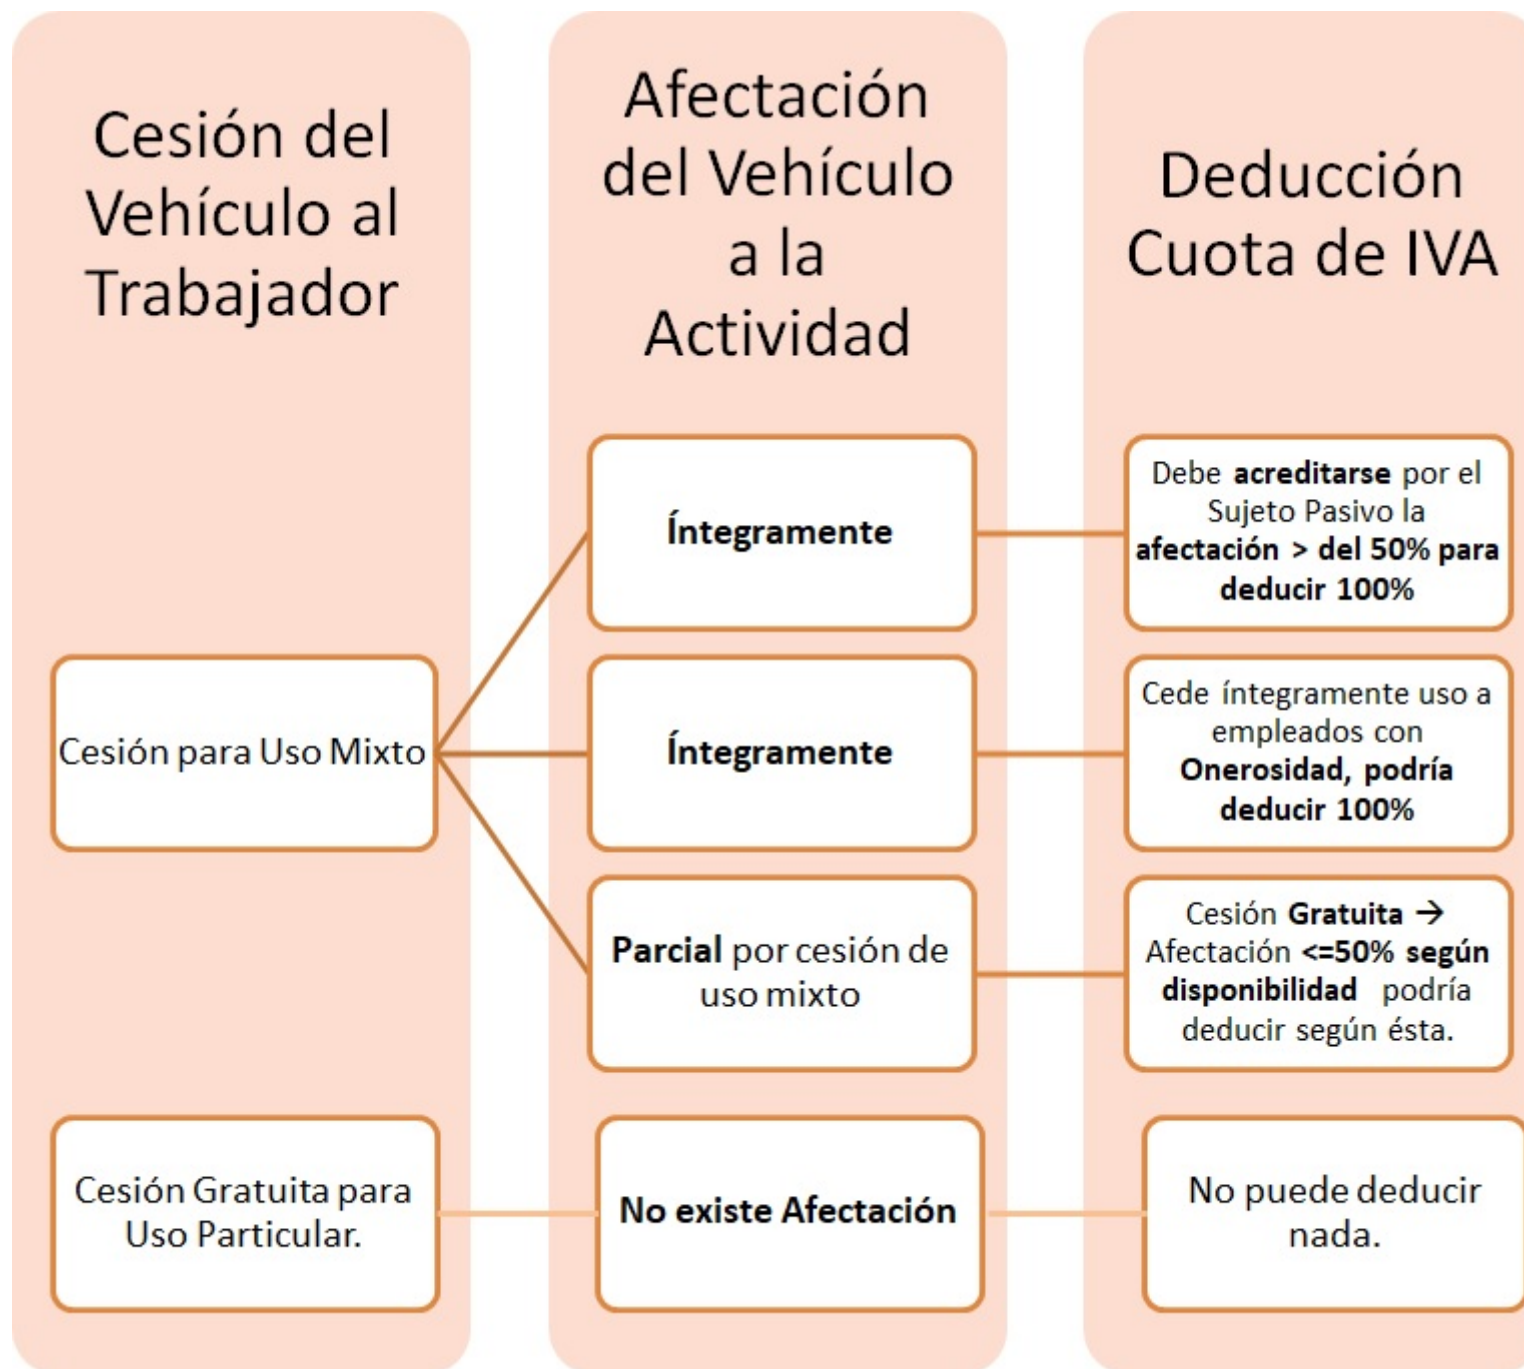 Cesión del
Vehículo al
Trabajador
Afectación
del Vehículo
a la
Actividad
Deducción
Cuota de IVA
Cesión para Uso Mixto
Íntegramente
Debe acreditarse por el
Sujeto Pasivo la
afectación > del 50% para
deducir 100%
Íntegramente
Cede íntegramente uso a
empleados con
Onerosidad, podría
deducir 100%
Parcial por cesión de
uso mixto
Cesión Gratuita →
Afectación <=50% según
disponibilidad podría
deducir según ésta.
Cesión Gratuita para
Uso Particular.
No existe Afectación
No puede deducir
nada.